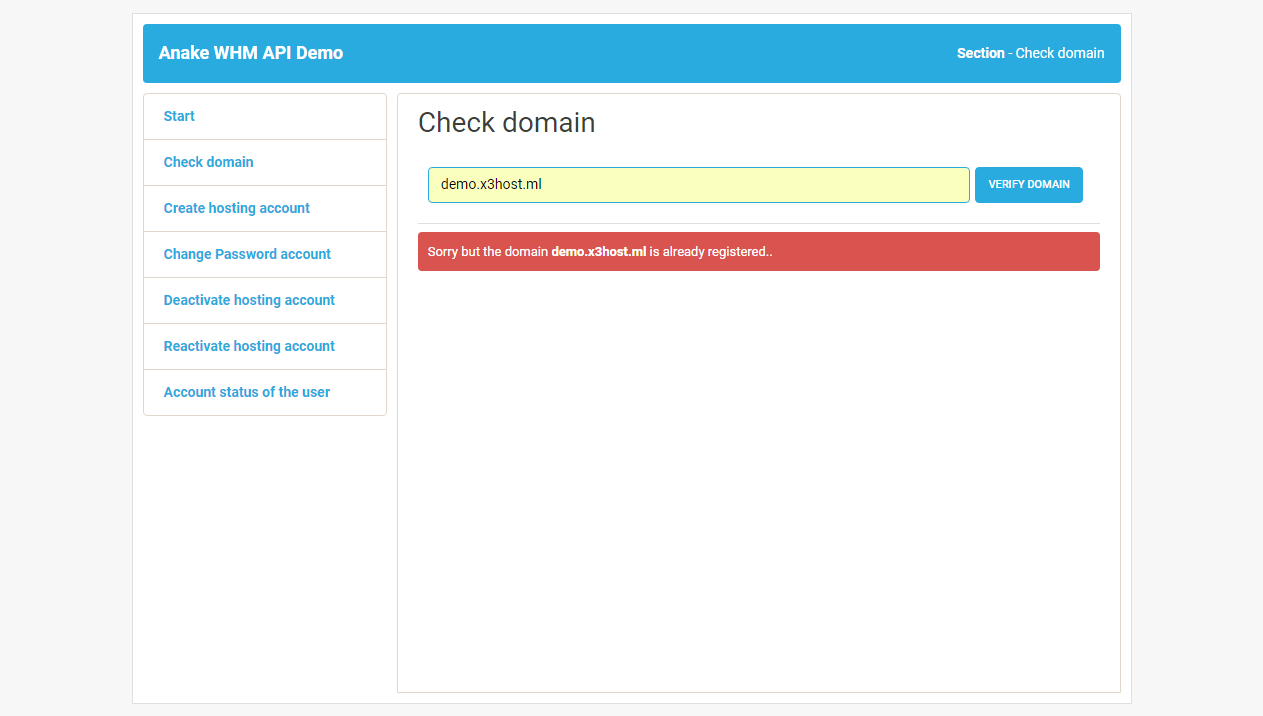 Anake WHM API Demo
Section - Check domain
Start
Check domain
Create hosting account
Change Password account
Deactivate hosting account
Reactivate hosting account
Account status of the user
Check domain
demo.x3host.ml
VERIFY DOMAIN
Sorry but the domain demo.x3host.ml is already registered..